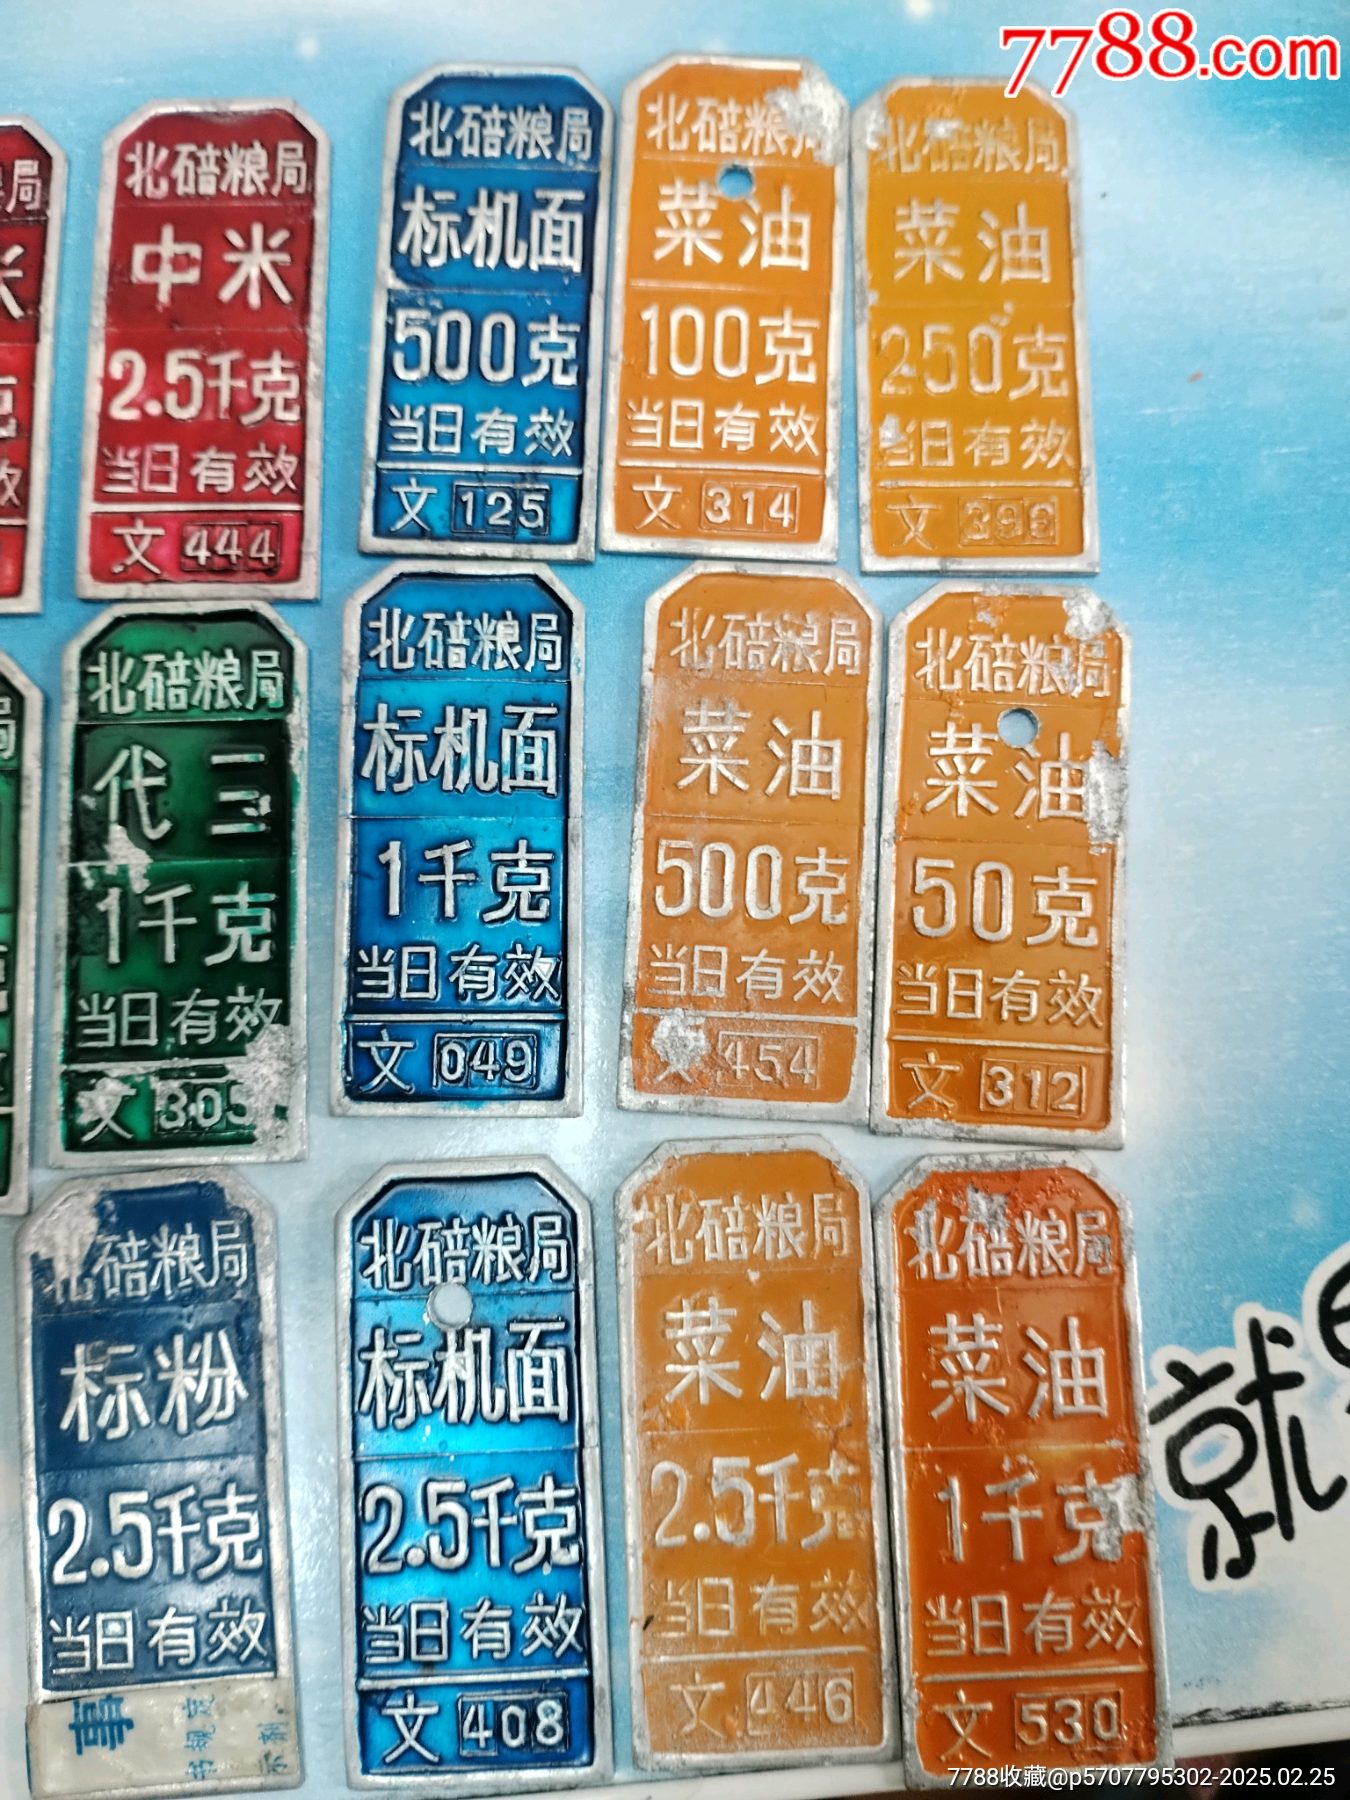 7788.com
粮局
米
克
效
北碚粮局
中米
2.5千克
当日有效
文 444
北碚粮局
标机面
500克
当日有效
文 125
北碚粮局
菜油
100克
当日有效
文 314
北碚粮局
菜油
250克
当日有效
文 396
局
北碚粮局
代三
1千克
当日有效
文 305
北碚粮局
标机面
1千克
当日有效
文 049
北碚粮局
菜油
500克
当日有效
文 454
北碚粮局
菜油
50克
当日有效
文 312
北碚粮局
标粉
2.5千克
当日有效
北碚粮局
标机面
2.5千克
当日有效
文 408
北碚粮局
菜油
2.5千克
当日有效
文 446
北碚粮局
菜油
1千克
当日有效
文 530
就
7788收藏@p5707795302-2025.02.25